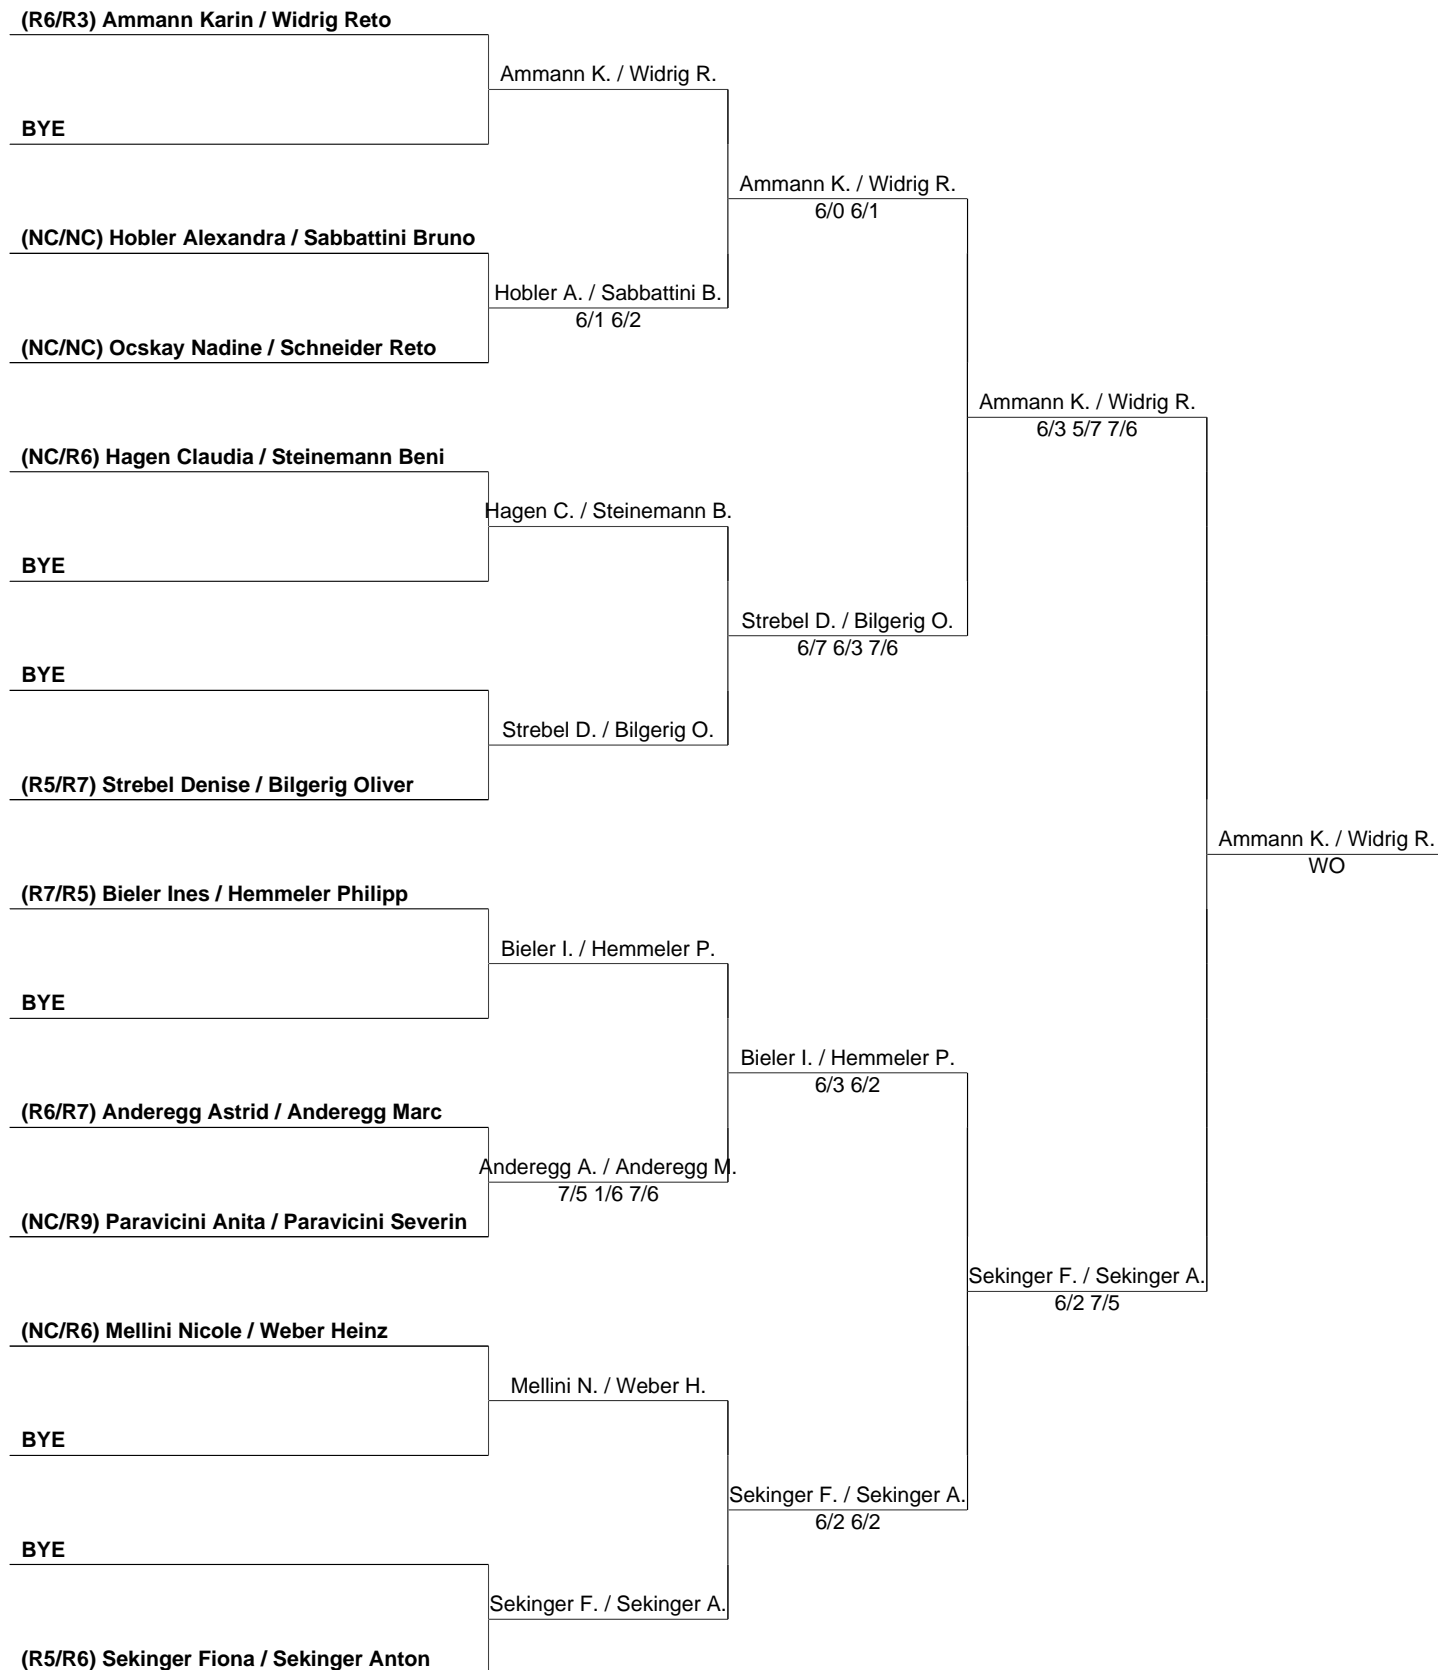 (R6/R3) Ammann Karin / Widrig Reto
Ammann K. / Widrig R.
BYE
Ammann K. / Widrig R.
6/0 6/1
(NC/NC) Hobler Alexandra / Sabbattini Bruno
Hobler A. / Sabbattini B.
6/1 6/2
(NC/NC) Ocskay Nadine / Schneider Reto
Ammann K. / Widrig R.
6/3 5/7 7/6
(NC/R6) Hagen Claudia / Steinemann Beni
Hagen C. / Steinemann B.
BYE
Strebel D. / Bilgerig O.
6/7 6/3 7/6
BYE
Strebel D. / Bilgerig O.
(R5/R7) Strebel Denise / Bilgerig Oliver
Ammann K. / Widrig R.
WO
(R7/R5) Bieler Ines / Hemmeler Philipp
Bieler I. / Hemmeler P.
BYE
Bieler I. / Hemmeler P.
6/3 6/2
(R6/R7) Anderegg Astrid / Anderegg Marc
Anderegg A. / Anderegg M.
7/5 1/6 7/6
(NC/R9) Paravicini Anita / Paravicini Severin
Sekinger F. / Sekinger A.
6/2 7/5
(NC/R6) Mellini Nicole / Weber Heinz
Mellini N. / Weber H.
BYE
Sekinger F. / Sekinger A.
6/2 6/2
BYE
Sekinger F. / Sekinger A.
(R5/R6) Sekinger Fiona / Sekinger Anton